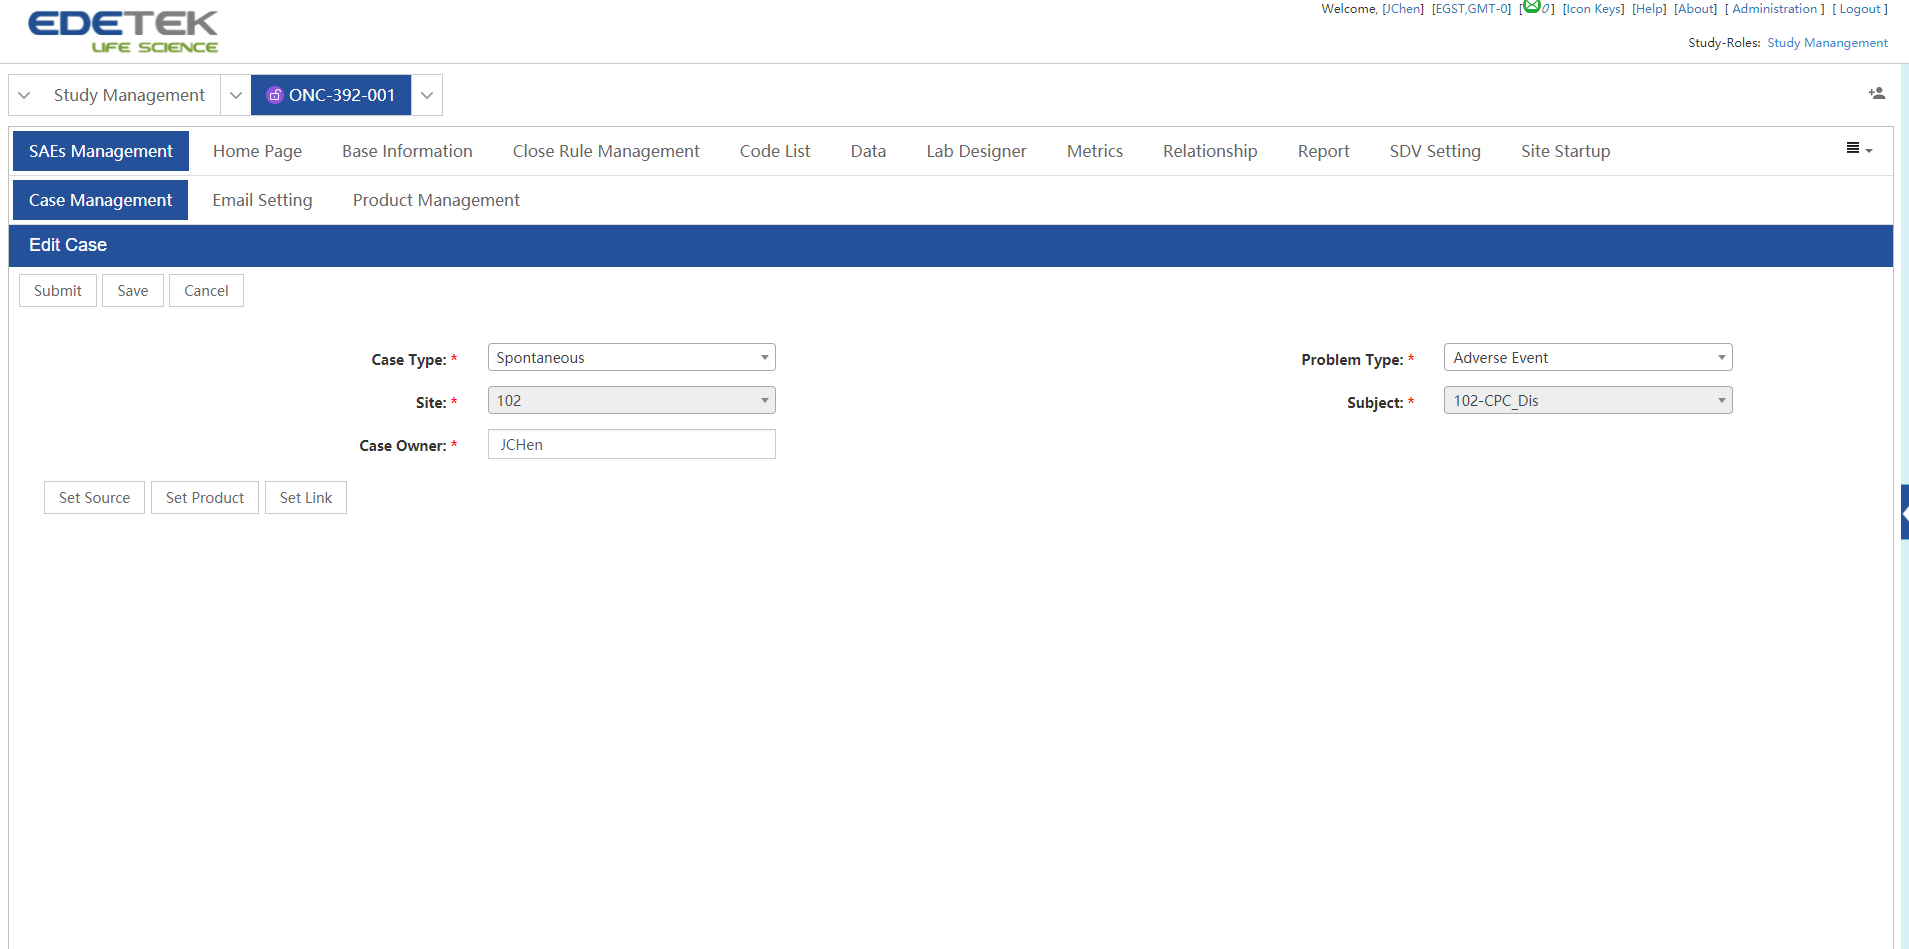 EDETEK
LIFE SCIENCE
Welcome, [JChen] [EGST,GMT-0] [0] [Icon Keys] [Help] [About] [ Administration ] [ Logout ]
Study-Roles: Study Manangement
Study Management ONC-392-001
SAEs Management Home Page Base Information Close Rule Management Code List Data Lab Designer Metrics Relationship Report SDV Setting Site Startup
Case Management Email Setting Product Management
Edit Case
Submit Save Cancel
Case Type: * Spontaneous Problem Type: * Adverse Event
Site: * 102 Subject: * 102-CPC_Dis
Case Owner: * JCHen
Set Source Set Product Set Link